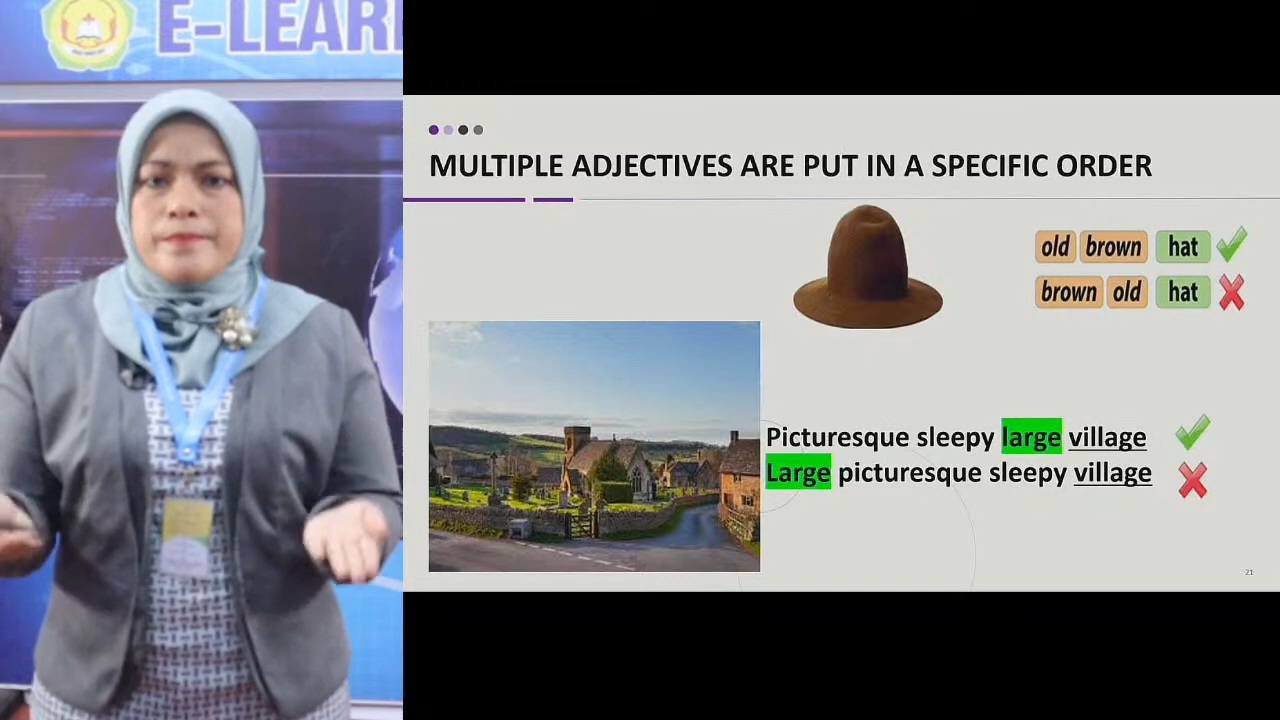 E-LEAR
MULTIPLE ADJECTIVES ARE PUT IN A SPECIFIC ORDER
old brown hat
brown old hat
Picturesque sleepy large village
Large picturesque sleepy village
21